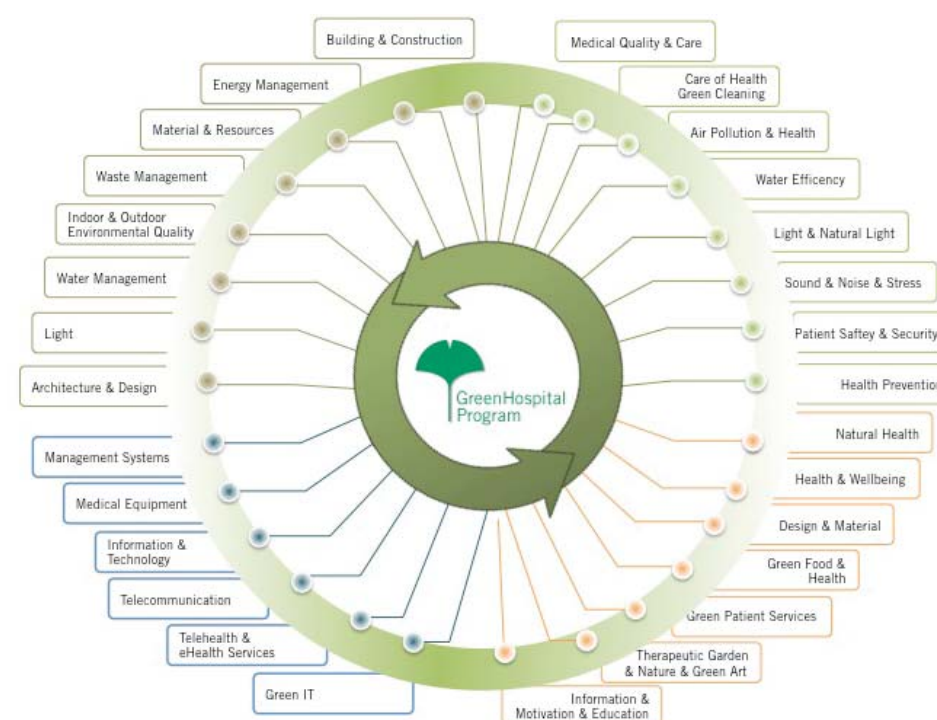 Building & Construction
Energy Management
Material & Resources
Waste Management
Indoor & Outdoor
Environmental Quality
Water Management
Light
Architecture & Design
Management Systems
Medical Equipment
Information &
Technology
Telecommunication
Telehealth &
eHealth Services
Green IT
GreenHospital
Program
Medical Quality & Care
Care of Health
Green Cleaning
Air Pollution & Health
Water Efficency
Light & Natural Light
Sound & Noise & Stress
Patient Saftey & Security
Health Prevention
Natural Health
Health & Wellbeing
Design & Material
Green Food &
Health
Green Patient Services
Therapeutic Garden
& Nature & Green Art
Information &
Motivation & Education